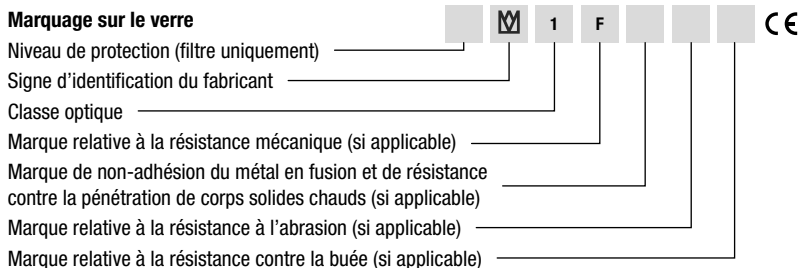 Marquage sur le verre
1 F CE
Niveau de protection (filtre uniquement)
Signe d’identification du fabricant
Classe optique
Marque relative à la résistance mécanique (si applicable)
Marque de non-adhésion du métal en fusion et de résistance
contre la pénétration de corps solides chauds (si applicable)
Marque relative à la résistance à l’abrasion (si applicable)
Marque relative à la résistance contre la buée (si applicable)